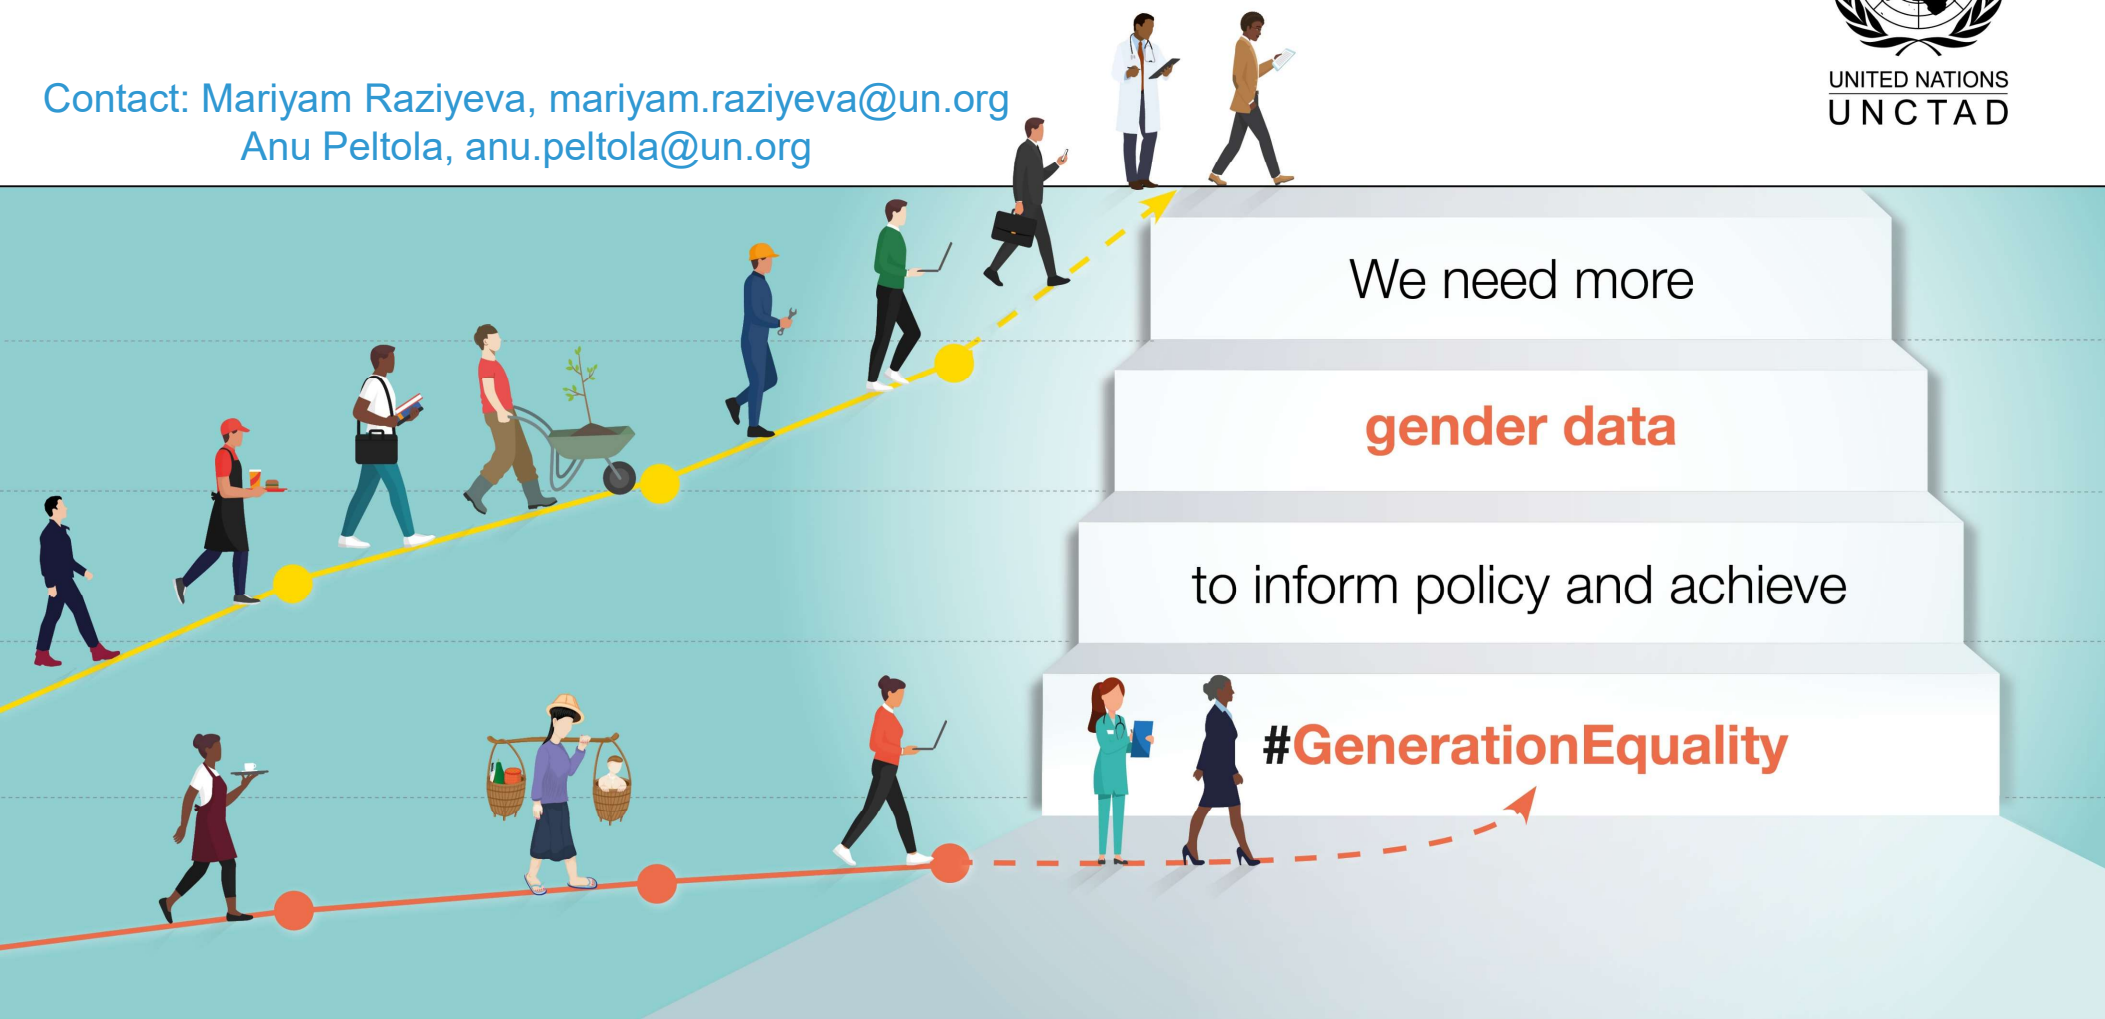 Contact: Mariyam Raziyeva, mariyam.raziyeva@un.org
Anu Peltola, anu.peltola@un.org
UNITED NATIONS
UNCTAD
We need more
gender data
to inform policy and achieve
#GenerationEquality